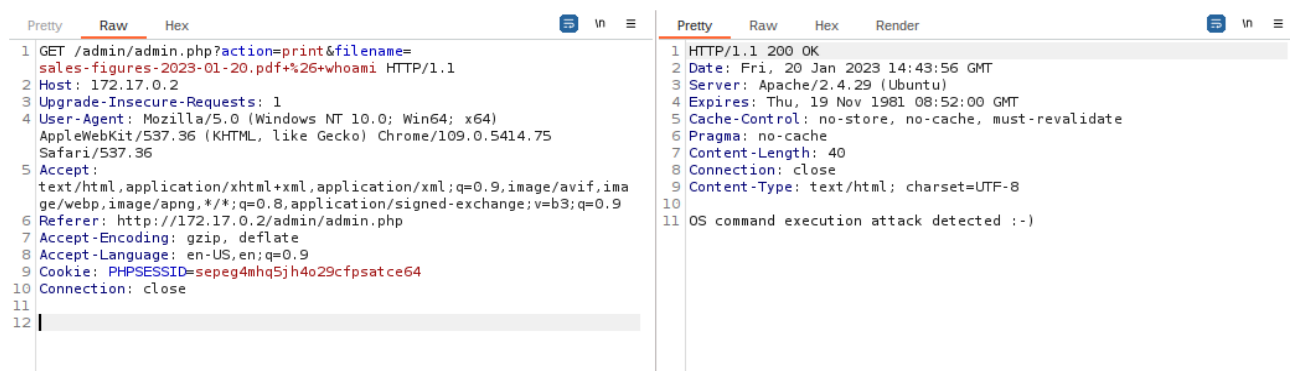 Pretty Raw Hex \n ≡
1 GET /admin/admin.php?action=print&filename=
sales-figures-2023-01-20.pdf+%26+whoami HTTP/1.1
2 Host: 172.17.0.2
3 Upgrade-Insecure-Requests: 1
4 User-Agent: Mozilla/5.0 (Windows NT 10.0; Win64; x64)
AppleWebKit/537.36 (KHTML, like Gecko) Chrome/109.0.5414.75
Safari/537.36
5 Accept:
text/html,application/xhtml+xml,application/xml;q=0.9,image/avif,ima
ge/webp,image/apng,*/*;q=0.8,application/signed-exchange;v=b3;q=0.9
6 Referer: http://172.17.0.2/admin/admin.php
7 Accept-Encoding: gzip, deflate
8 Accept-Language: en-US,en;q=0.9
9 Cookie: PHPSESSID=sepeg4mhq5jh4o29cfpsatce64
10 Connection: close
11
12
Pretty Raw Hex Render \n ≡
1 HTTP/1.1 200 OK
2 Date: Fri, 20 Jan 2023 14:43:56 GMT
3 Server: Apache/2.4.29 (Ubuntu)
4 Expires: Thu, 19 Nov 1981 08:52:00 GMT
5 Cache-Control: no-store, no-cache, must-revalidate
6 Pragma: no-cache
7 Content-Length: 40
8 Connection: close
9 Content-Type: text/html; charset=UTF-8
10
11 OS command execution attack detected :-)